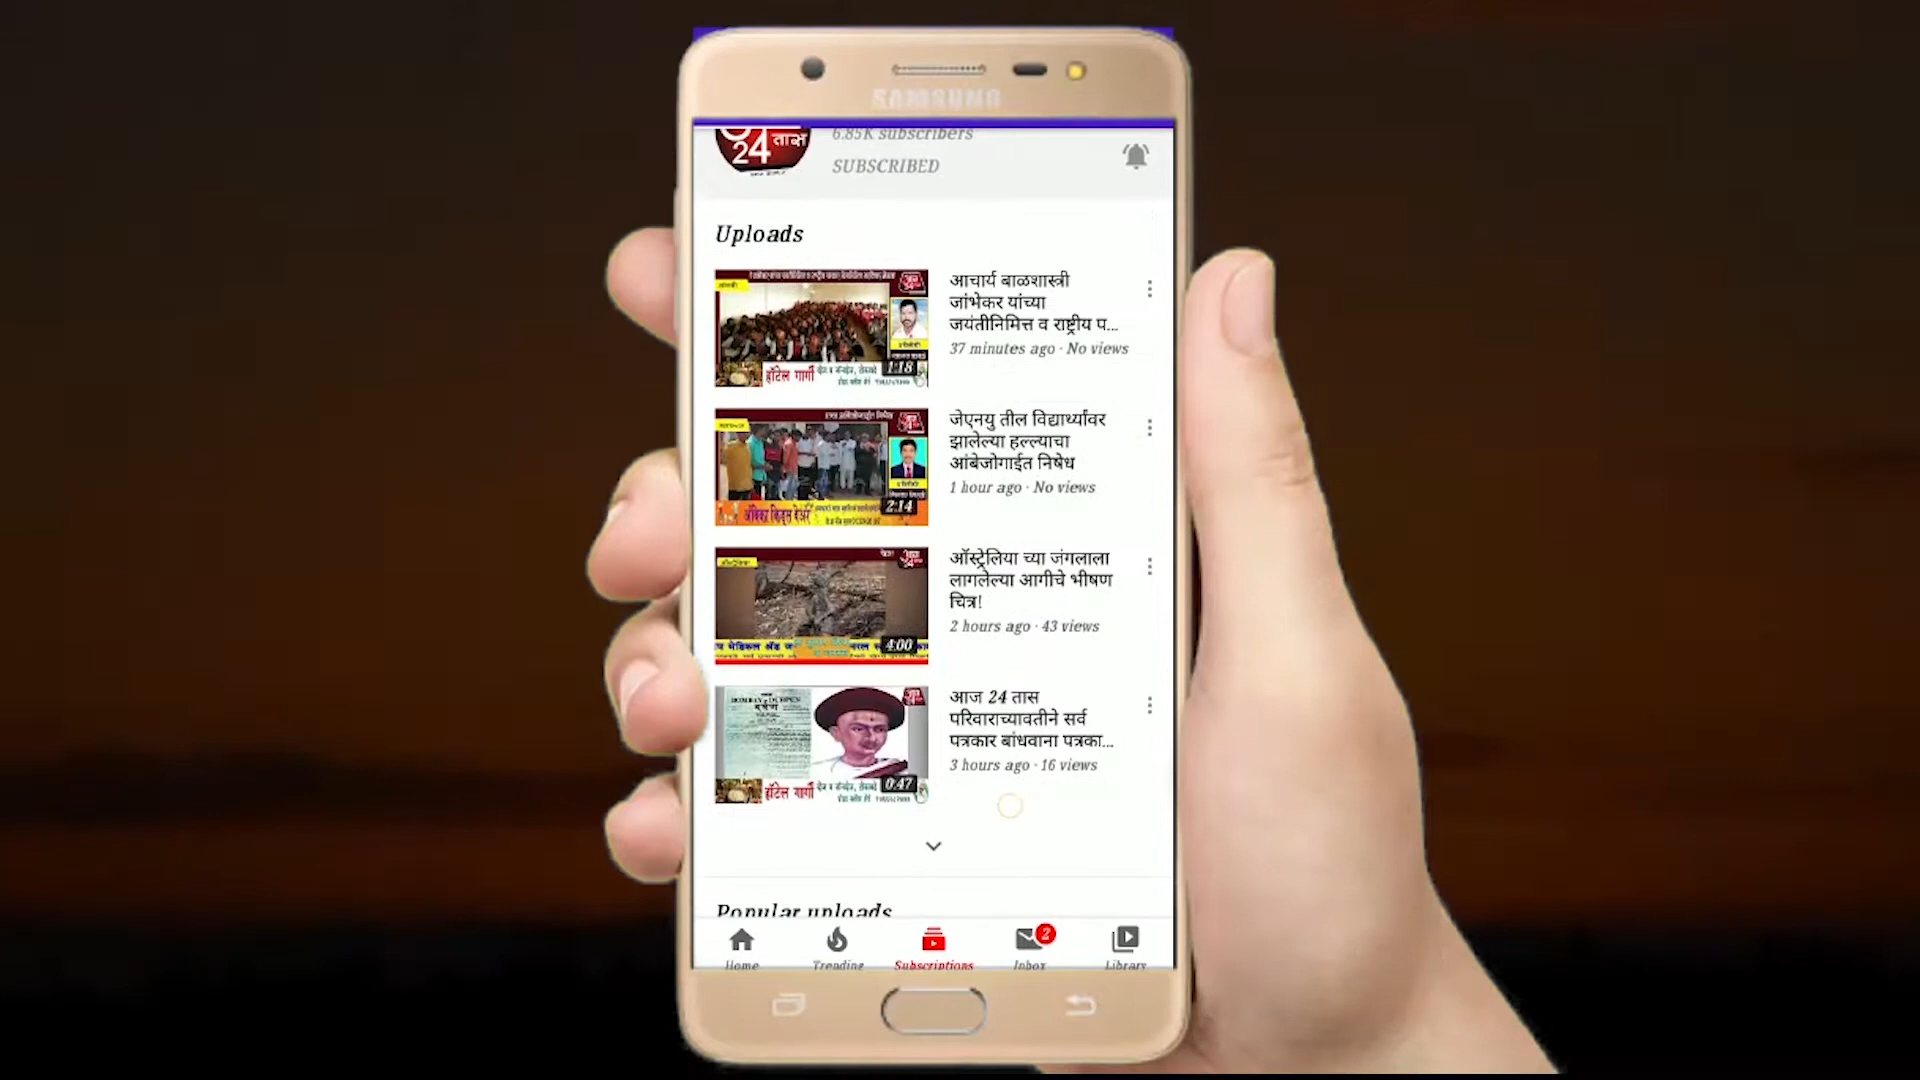 SAMSUNG
24 तास
6.85K subscribers
SUBSCRIBED
Uploads
आचार्य बाळशास्त्री
जांभेकर यांच्या
जयंतीनिमित्त व राष्ट्रीय प...
37 minutes ago · No views
1:18
हॉटेल गार्गी
जेएनयु तील विद्यार्थ्यांवर
झालेल्या हल्ल्याचा
आंबेजोगाईत निषेध
1 hour ago · No views
2:14
अंबिका किड्स वेअर
ऑस्ट्रेलिया च्या जंगलाला
लागलेल्या आगीचे भीषण
चित्र!
2 hours ago · 43 views
4:00
आज 24 तास
परिवाराच्यावतीने सर्व
पत्रकार बांधवाना पत्रका...
3 hours ago · 16 views
0:47
हॉटेल गार्गी
Popular uploads
Home
Trending
Subscriptions
2
Inbox
Library